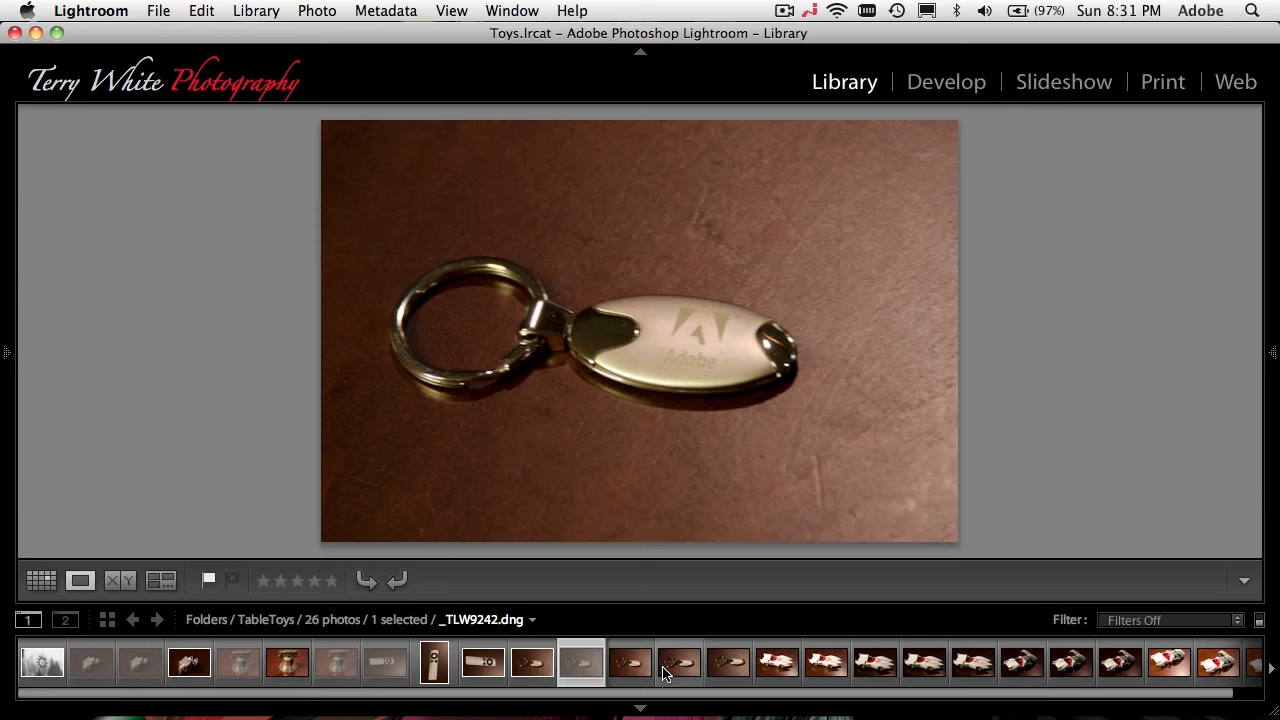 Lightroom File Edit Library Photo Metadata View Window Help (97%) Sun 8:31 PM Adobe
Toys.lrcat – Adobe Photoshop Lightroom – Library
Terry White Photography
Library Develop Slideshow Print Web
Adobe
XY
1 2 Folders / TableToys / 26 photos / 1 selected / _TLW9242.dng Filter : Filters Off